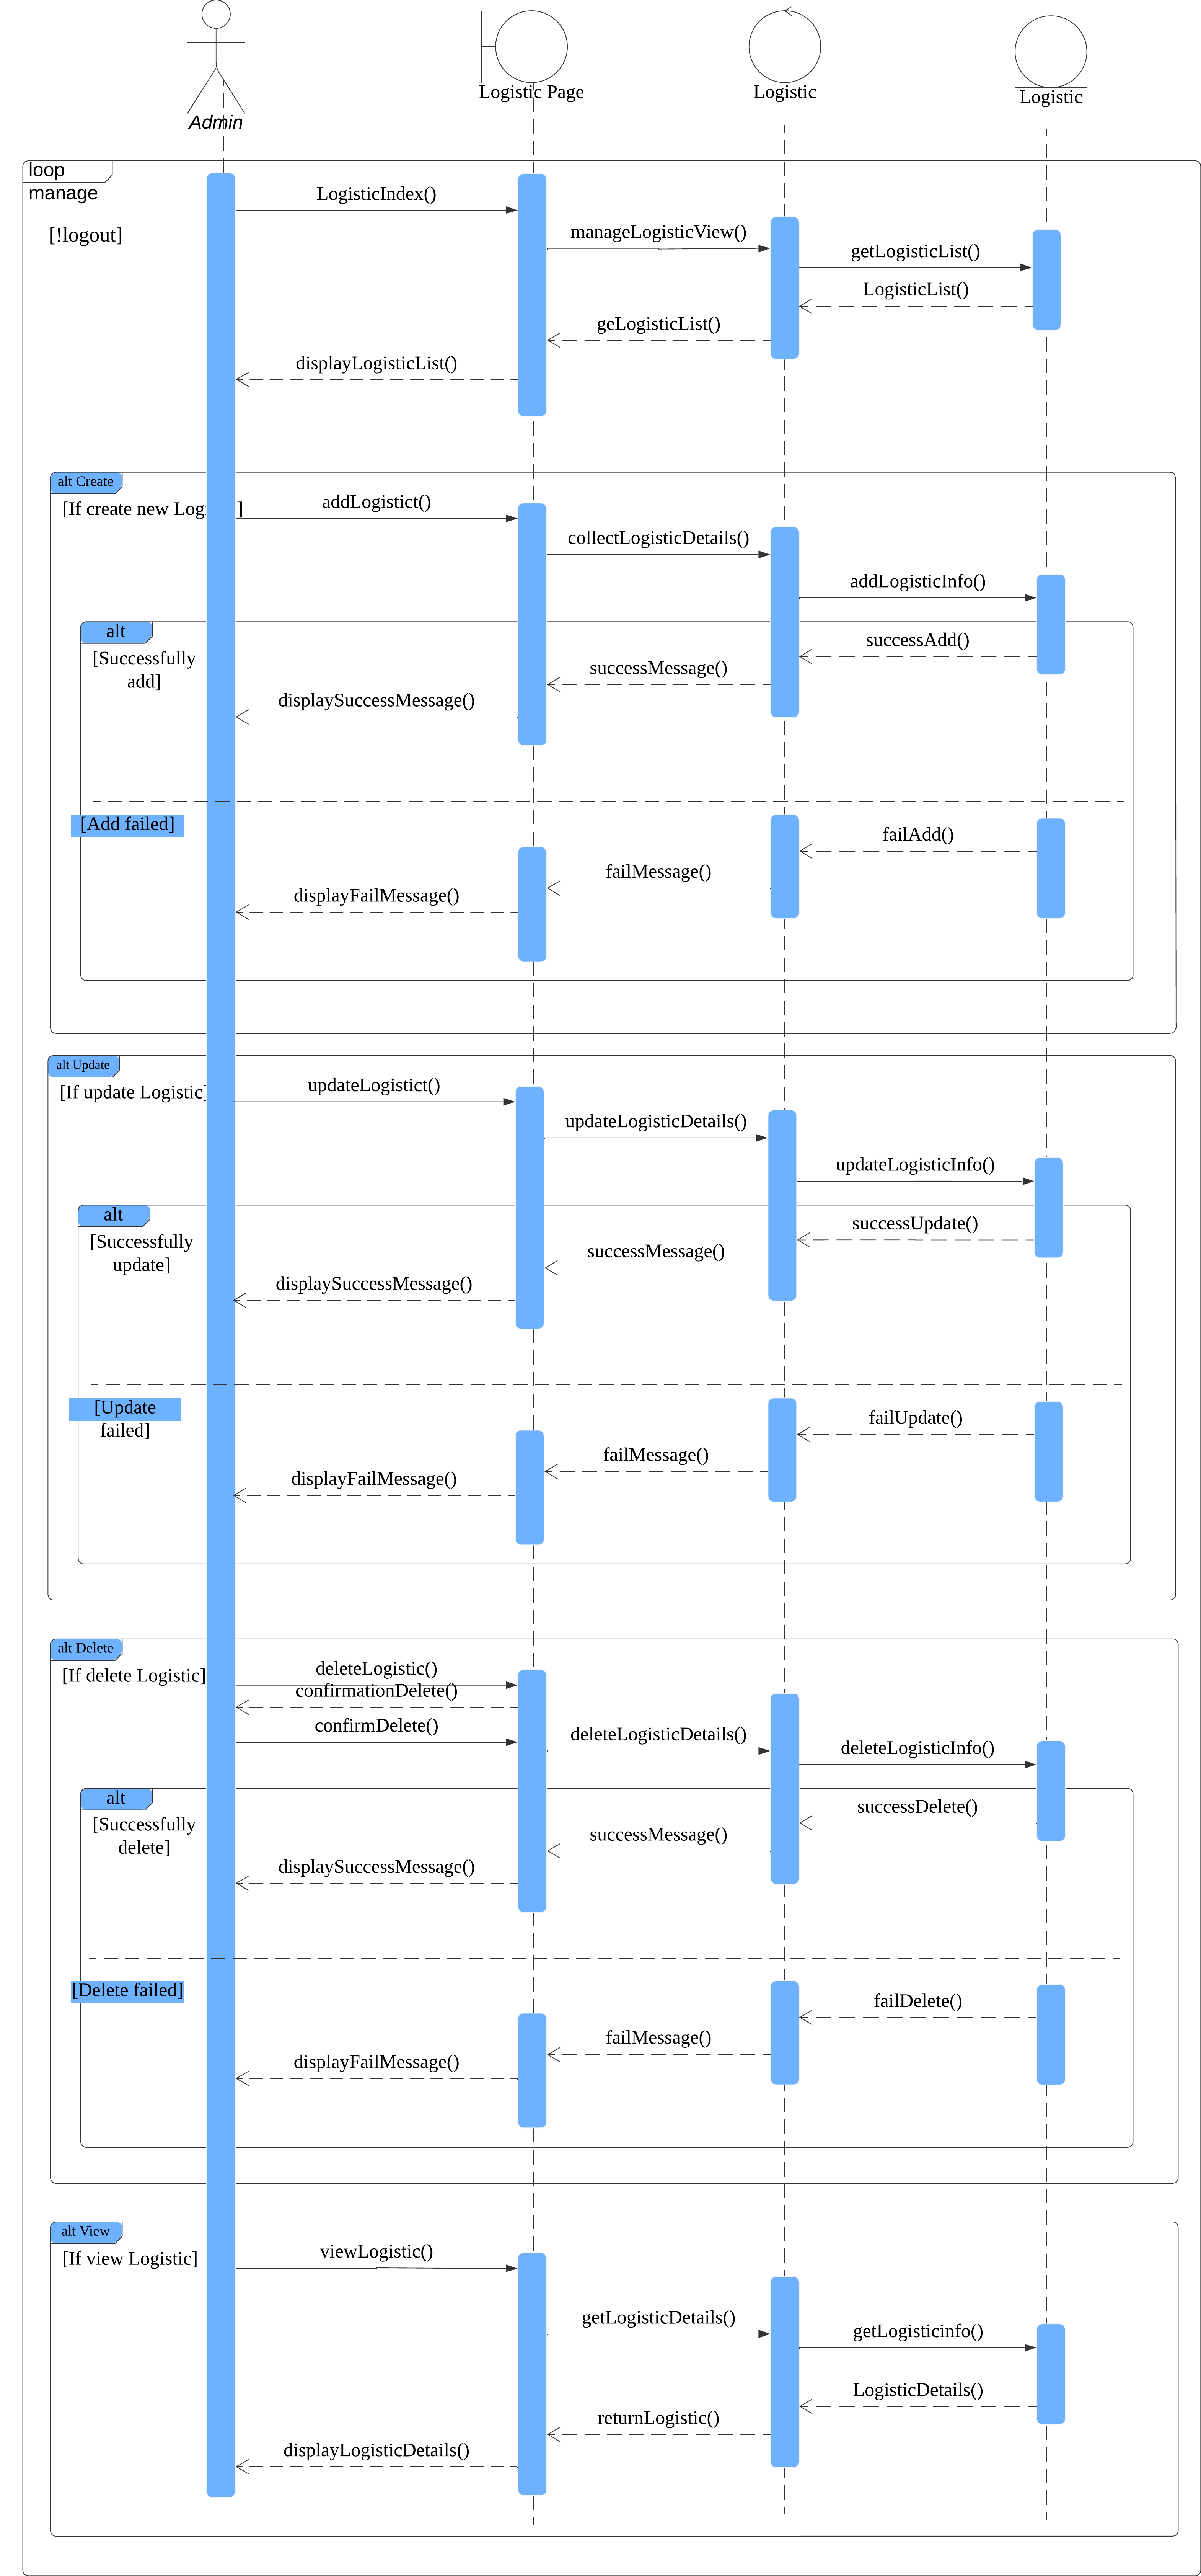 Admin
Logistic Page
Logistic
Logistic
loop
manage
[!logout]
LogisticIndex()
manageLogisticView()
getLogisticList()
LogisticList()
geLogisticList()
displayLogisticList()
alt Create
[If create new Log]
addLogistict()
collectLogisticDetails()
addLogisticInfo()
alt
[Successfully
add]
successAdd()
successMessage()
displaySuccessMessage()
[Add failed]
failAdd()
failMessage()
displayFailMessage()
alt Update
[If update Logistic]
updateLogistict()
updateLogisticDetails()
updateLogisticInfo()
alt
[Successfully
update]
successUpdate()
successMessage()
displaySuccessMessage()
[Update
failed]
failUpdate()
failMessage()
displayFailMessage()
alt Delete
[If delete Logistic]
deleteLogistic()
confirmationDelete()
confirmDelete()
deleteLogisticDetails()
deleteLogisticInfo()
alt
[Successfully
delete]
successDelete()
successMessage()
displaySuccessMessage()
[Delete failed]
failDelete()
failMessage()
displayFailMessage()
alt View
[If view Logistic]
viewLogistic()
getLogisticDetails()
getLogisticinfo()
LogisticDetails()
returnLogistic()
displayLogisticDetails()